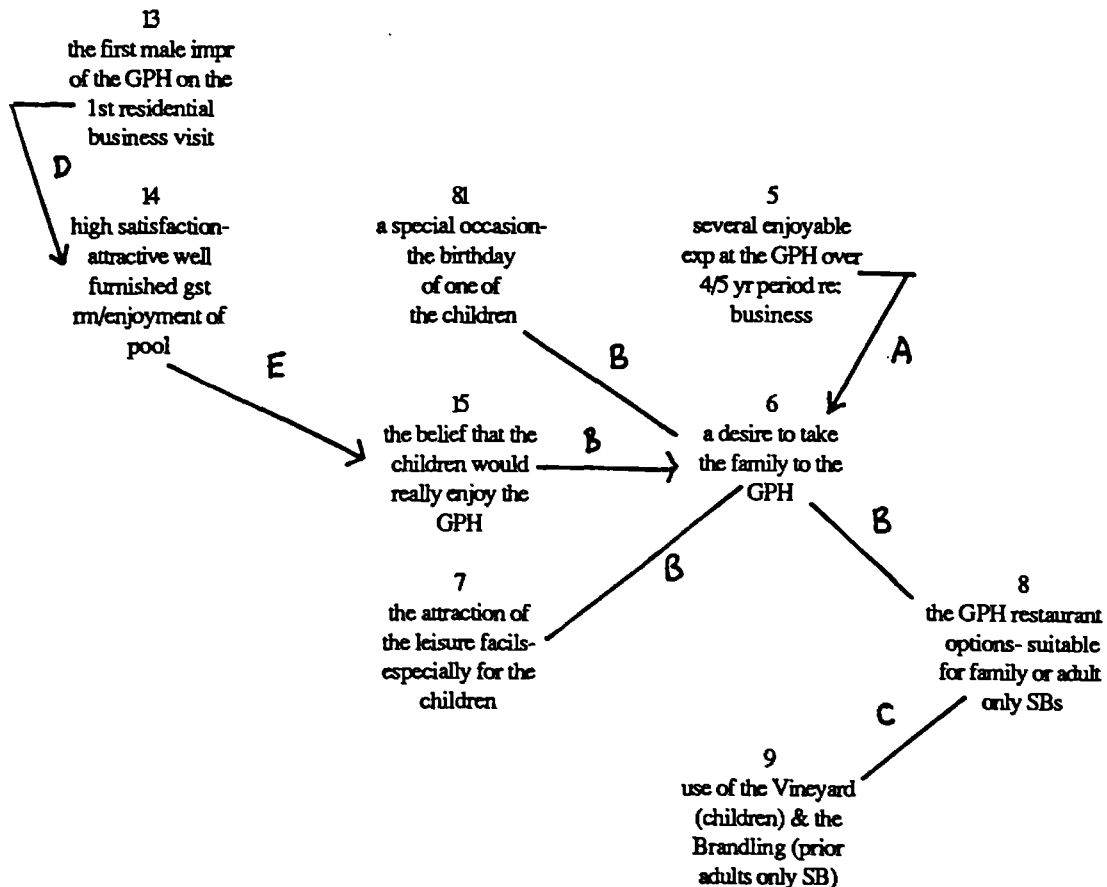 13
the first male impr
of the GPH on the
1st residential
business visit
D
14
high satisfaction-
attractive well
furnished gst
rm/enjoyment of
pool
81
a special occasion-
the birthday
of one of
the children
5
several enjoyable
exp at the GPH over
4/5 yr period re:
business
E
B
A
15
the belief that the
children would
really enjoy the
GPH
B
6
a desire to take
the family to the
GPH
B
B
7
the attraction of
the leisure facils-
especially for the
children
8
the GPH restaurant
options- suitable
for family or adult
only SBs
C
9
use of the Vineyard
(children) & the
Brandling (prior
adults only SB)